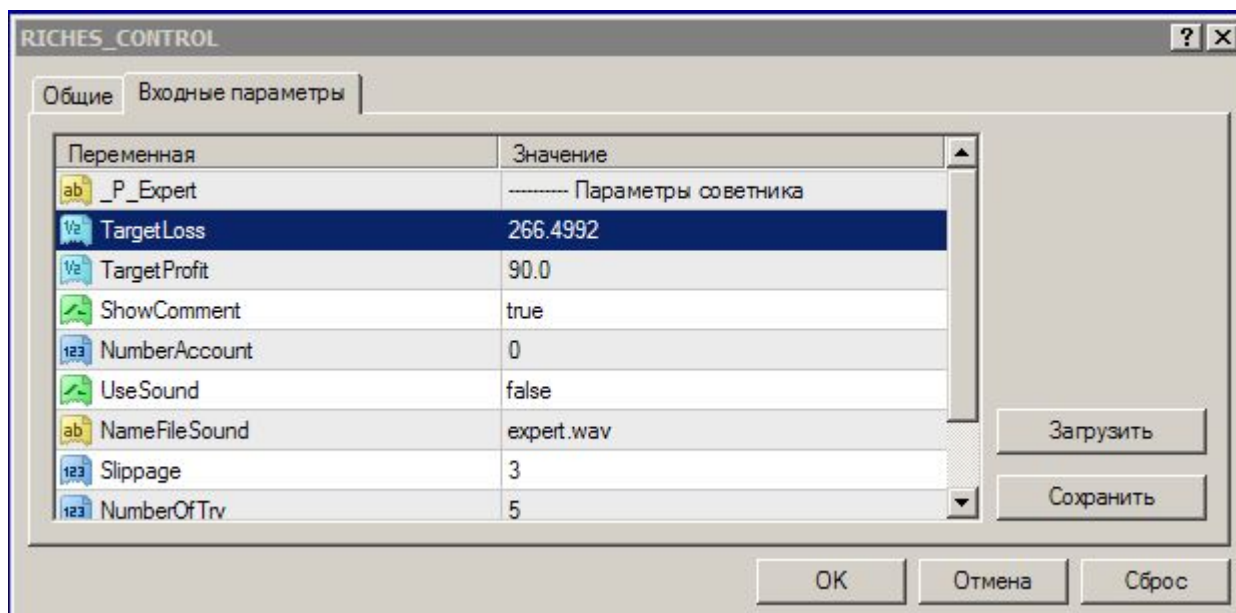 RICHES_CONTROL
Общие Входные параметры
Переменная Значение
_P_Expert ---------- Параметры советника
TargetLoss 266.4992
TargetProfit 90.0
ShowComment true
NumberAccount 0
UseSound false
NameFileSound expert.wav
Slippage 3
NumberOfTry 5
Загрузить
Сохранить
OK Отмена Сброс